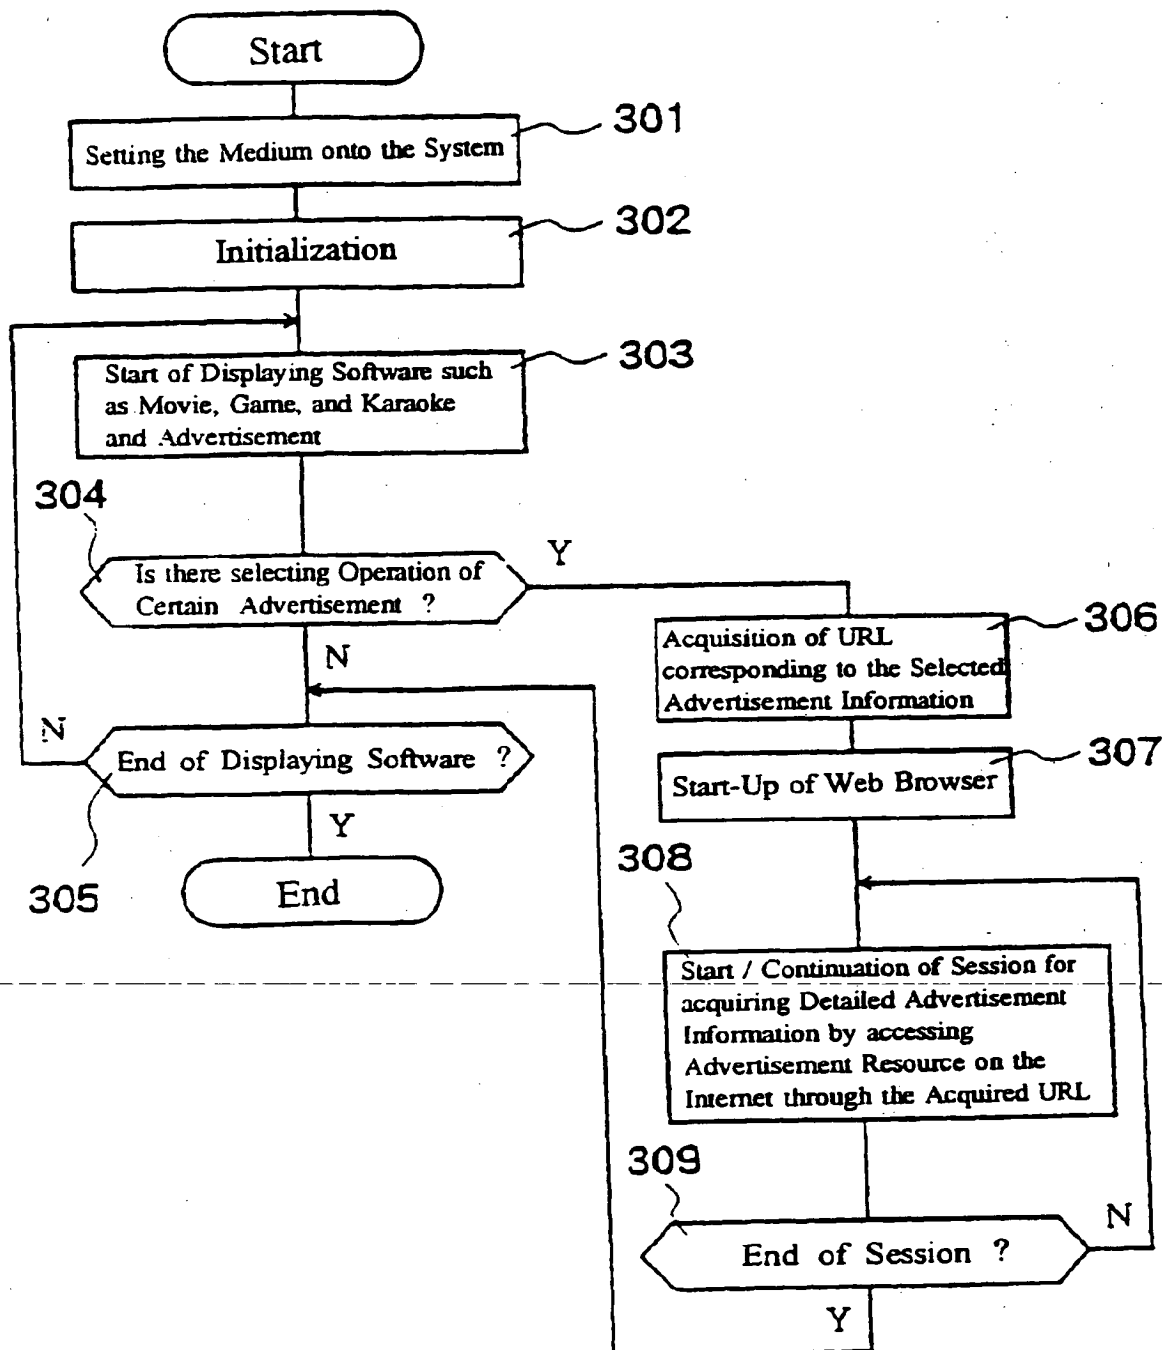 Start
301
Setting the Medium onto the System
302
Initialization
303
Start of Displaying Software such
as Movie, Game, and Karaoke
and Advertisement
304
Is there selecting Operation of
Certain Advertisement ?
Y
N
306
Acquisition of URL
corresponding to the Selected
Advertisement Information
N
End of Displaying Software ?
307
Start-Up of Web Browser
Y
305
End
308
Start / Continuation of Session for
acquiring Detailed Advertisement
Information by accessing
Advertisement Resource on the
Internet through the Acquired URL
309
N
End of Session ?
Y